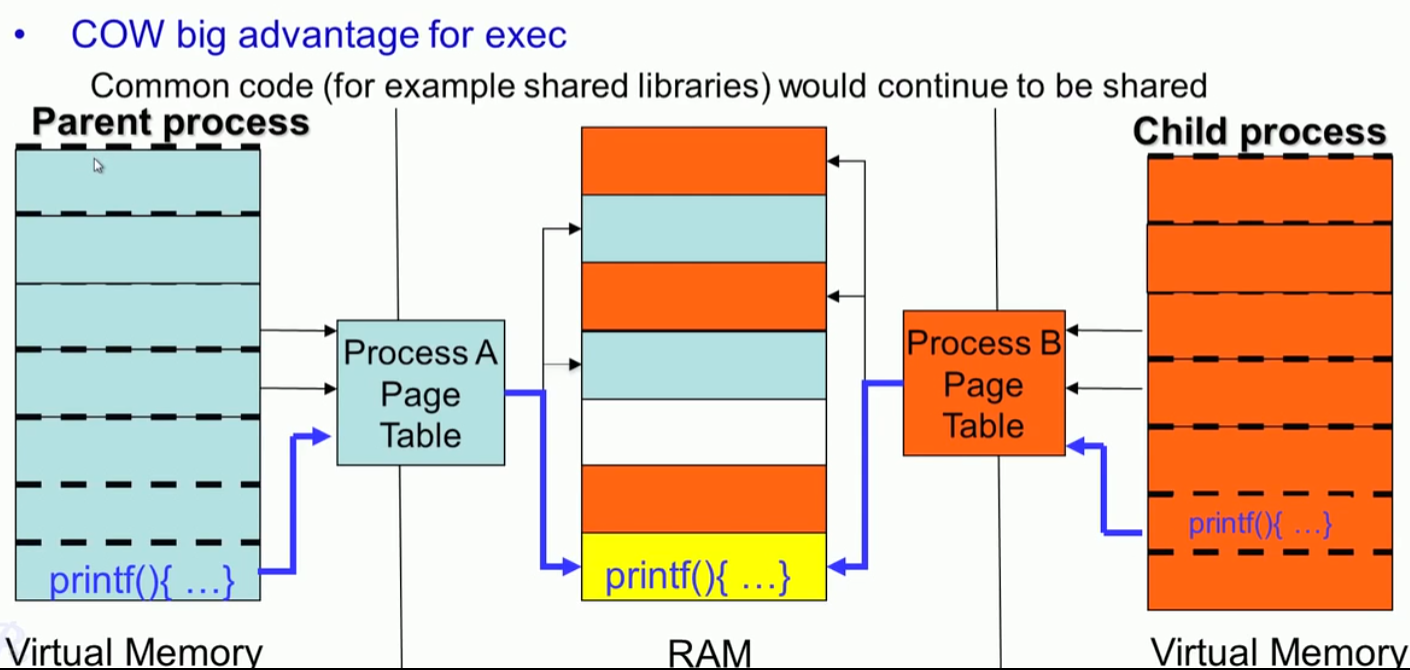 • COW big advantage for exec
Common code (for example shared libraries) would continue to be shared
Parent process
Child process
Process A
Page
Table
Process B
Page
Table
printf(){ ...}
printf(){ ...}
printf(){ ...}
Virtual Memory
RAM
Virtual Memory